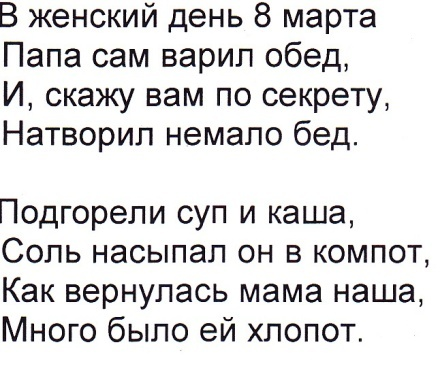 В женский день 8 марта
Папа сам варил обед,
И, скажу вам по секрету,
Натворил немало бед.
Подгорели суп и каша,
Соль насыпал он в компот,
Как вернулась мама наша,
Много было ей хлопот.